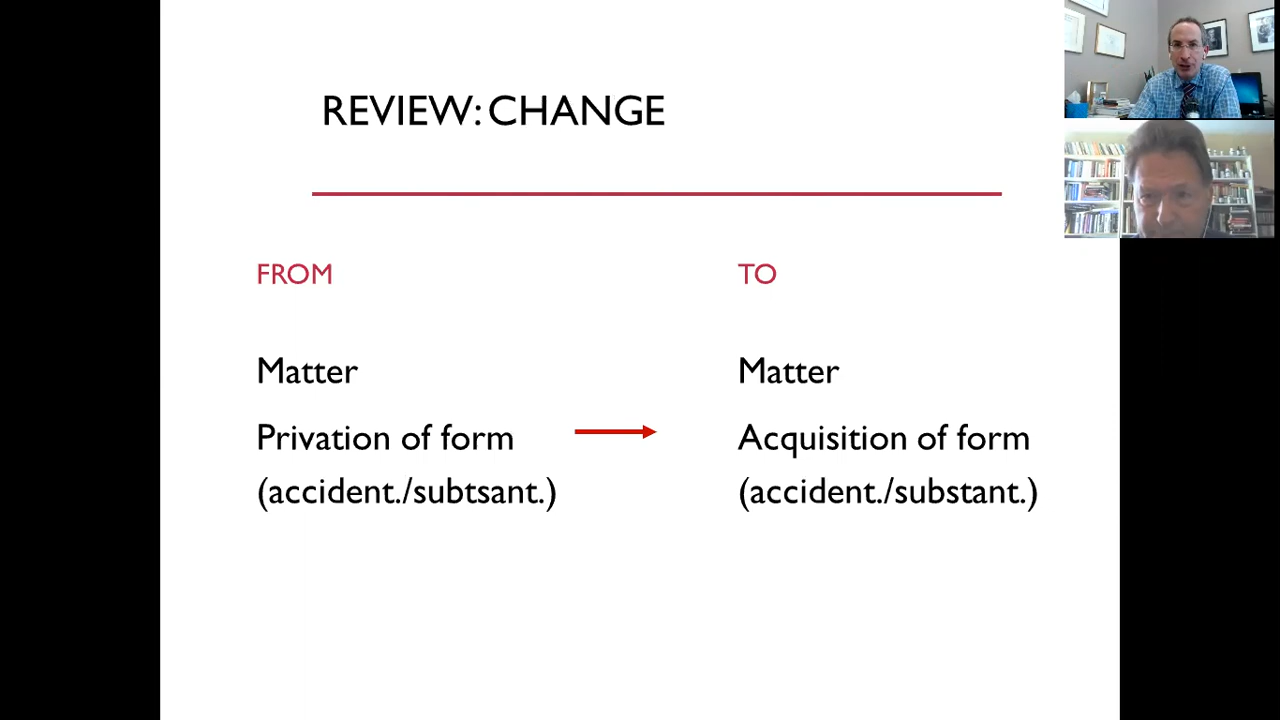 REVIEW: CHANGE
FROM
Matter
Privation of form
(accident./subtsant.)
TO
Matter
Acquisition of form
(accident./substant.)